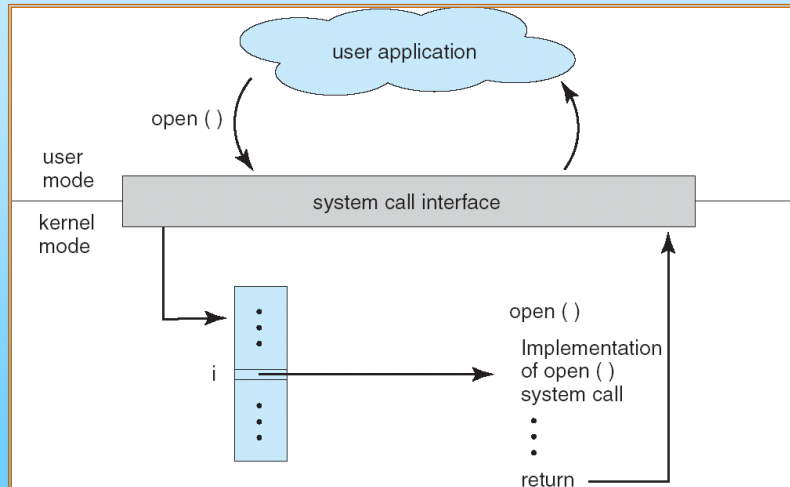 user application
open ( )
user
mode
system call interface
kernel
mode
open ( )
i
Implementation
of open ( )
system call
return